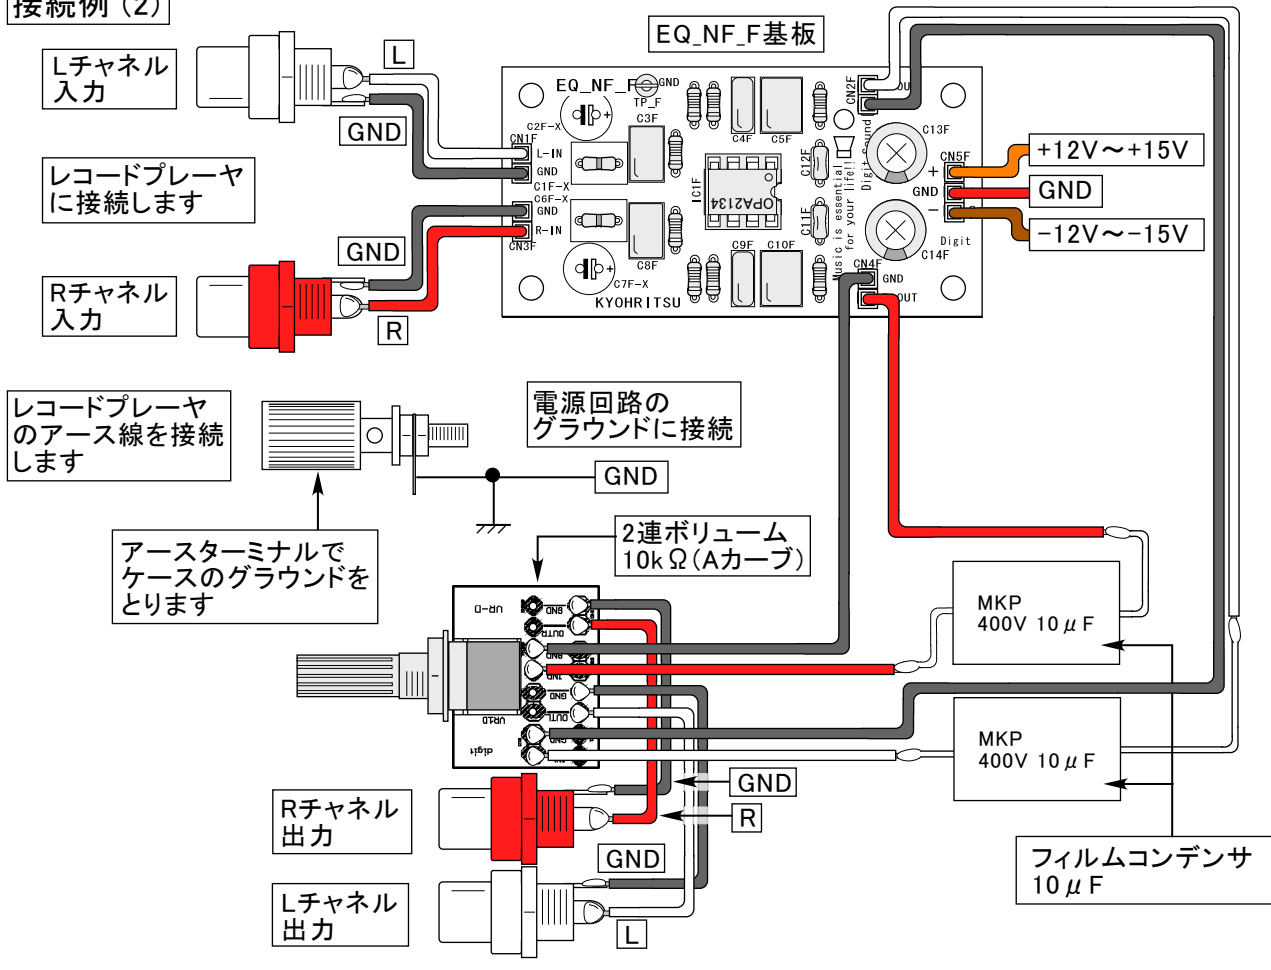 接続例（2）
EQ_NF_F基板
Lチャネル
入力
L
GND
レコードプレーヤ
に接続します
GND
Rチャネル
入力
R
EQ_NF_F
GND
TP_F
C2F-X
C3F
CN1F
L-IN
GND
C1F-X
C6F-X
GND
R-IN
CN3F
C8F
C7F-X
KYOHRITSU
C4F
C5F
IC1F
OPA2134
C9F
C10F
C12F
C11F
Music is essential
for your life!!
Digit Sound
CN2F
C13F
CN5F
+
GND
−
Digit
C14F
CN4F
GND
OUT
+12V～+15V
GND
−12V～−15V
レコードプレーヤ
のアース線を接続
します
電源回路の
グラウンドに接続
GND
アースターミナルで
ケースのグラウンドを
とります
2連ボリューム
10kΩ（Aカーブ）
VR-D
GND
OUTR
GND
GND
OUTL
VR1D
GND
digit
MKP
400V 10μF
MKP
400V 10μF
フィルムコンデンサ
10μF
Rチャネル
出力
GND
R
GND
Lチャネル
出力
L